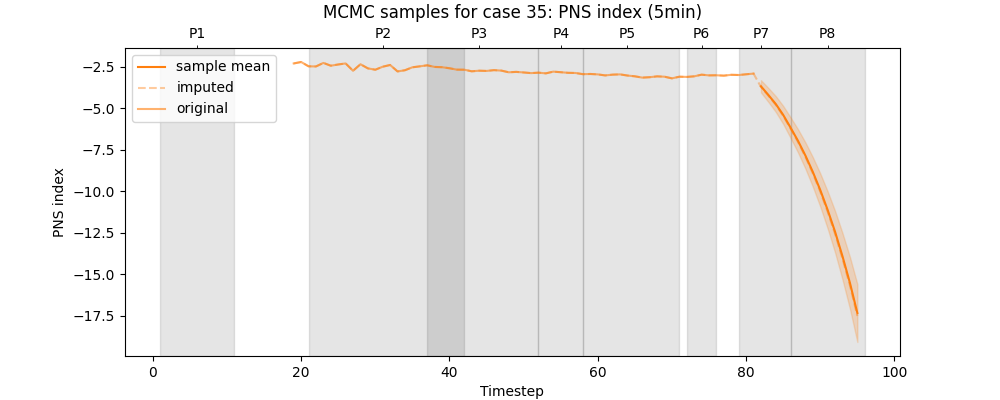 MCMC samples for case 35: PNS index (5min)
P1 P2 P3 P4 P5 P6 P7 P8
sample mean
imputed
original
−2.5
−5.0
−7.5
−10.0
−12.5
−15.0
−17.5
PNS index
0 20 40 60 80 100
Timestep